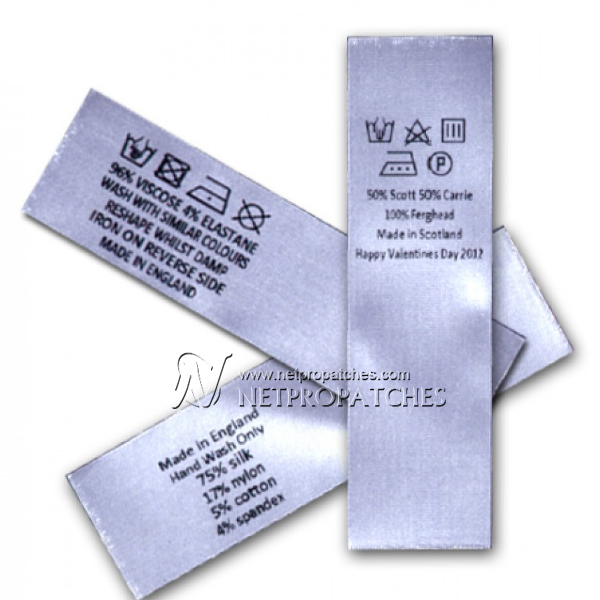 96% VISCOSE 4% ELASTANE
WASH WITH SIMILAR COLOURS
RESHAPE WHILST DAMP
IRON ON REVERSE SIDE
MADE IN ENGLAND
P
50% Scott 50% Carrie
100% Ferghead
Made in Scotland
Happy Valentines Day 2012
www.netpropatches.com
NETPROPATCHES
Made in England
Hand Wash Only
75% silk
17% nylon
5% cotton
4% spandex